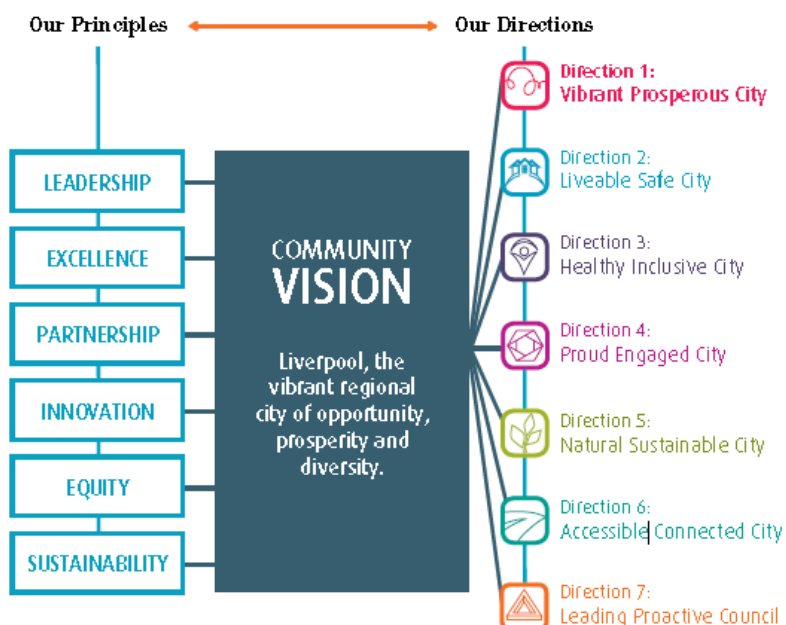 Our Principles
Our Directions
LEADERSHIP
EXCELLENCE
PARTNERSHIP
INNOVATION
EQUITY
SUSTAINABILITY
COMMUNITY
VISION
Liverpool, the
vibrant regional
city of opportunity,
prosperity and
diversity.
Direction 1:
Vibrant Prosperous City
Direction 2:
Liveable Safe City
Direction 3:
Healthy Inclusive City
Direction 4:
Proud Engaged City
Direction 5:
Natural Sustainable City
Direction 6:
Accessible Connected City
Direction 7:
Leading Proactive Council